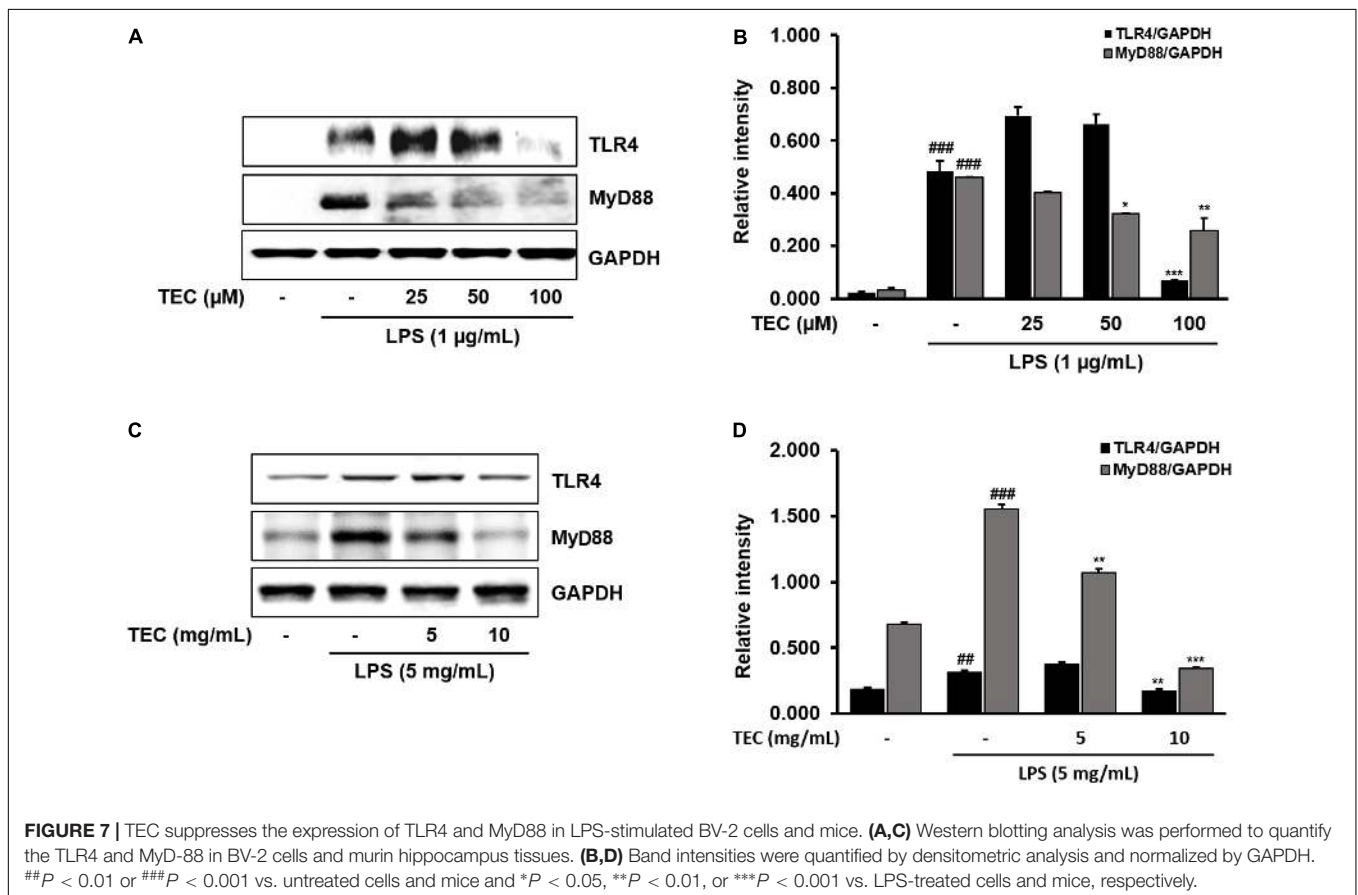 A
TLR4
MyD88
GAPDH
TEC (µM) - - 25 50 100
LPS (1 µg/mL)
B
1.000
0.800
0.600
0.400
0.200
0.000
Relative intensity
TLR4/GAPDH
MyD88/GAPDH
### ###
*
***
**
TEC (µM) - - 25 50 100
LPS (1 µg/mL)
C
TLR4
MyD88
GAPDH
TEC (mg/mL) - - 5 10
LPS (5 mg/mL)
D
2.000
1.500
1.000
0.500
0.000
Relative intensity
TLR4/GAPDH
MyD88/GAPDH
##
###
**
**
***
TEC (mg/mL) - - 5 10
LPS (5 mg/mL)
FIGURE 7 | TEC suppresses the expression of TLR4 and MyD88 in LPS-stimulated BV-2 cells and mice. (A,C) Western blotting analysis was performed to quantify
the TLR4 and MyD-88 in BV-2 cells and murin hippocampus tissues. (B,D) Band intensities were quantified by densitometric analysis and normalized by GAPDH.
##P < 0.01 or ###P < 0.001 vs. untreated cells and mice and *P < 0.05, **P < 0.01, or ***P < 0.001 vs. LPS-treated cells and mice, respectively.